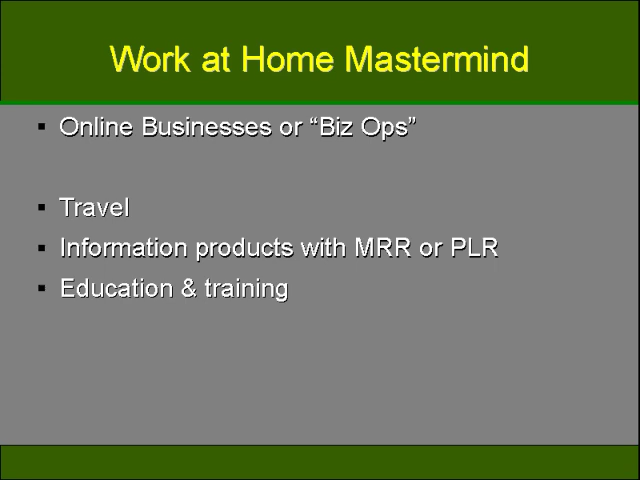 Work at Home Mastermind
▪ Online Businesses or “Biz Ops”
▪ Travel
▪ Information products with MRR or PLR
▪ Education & training